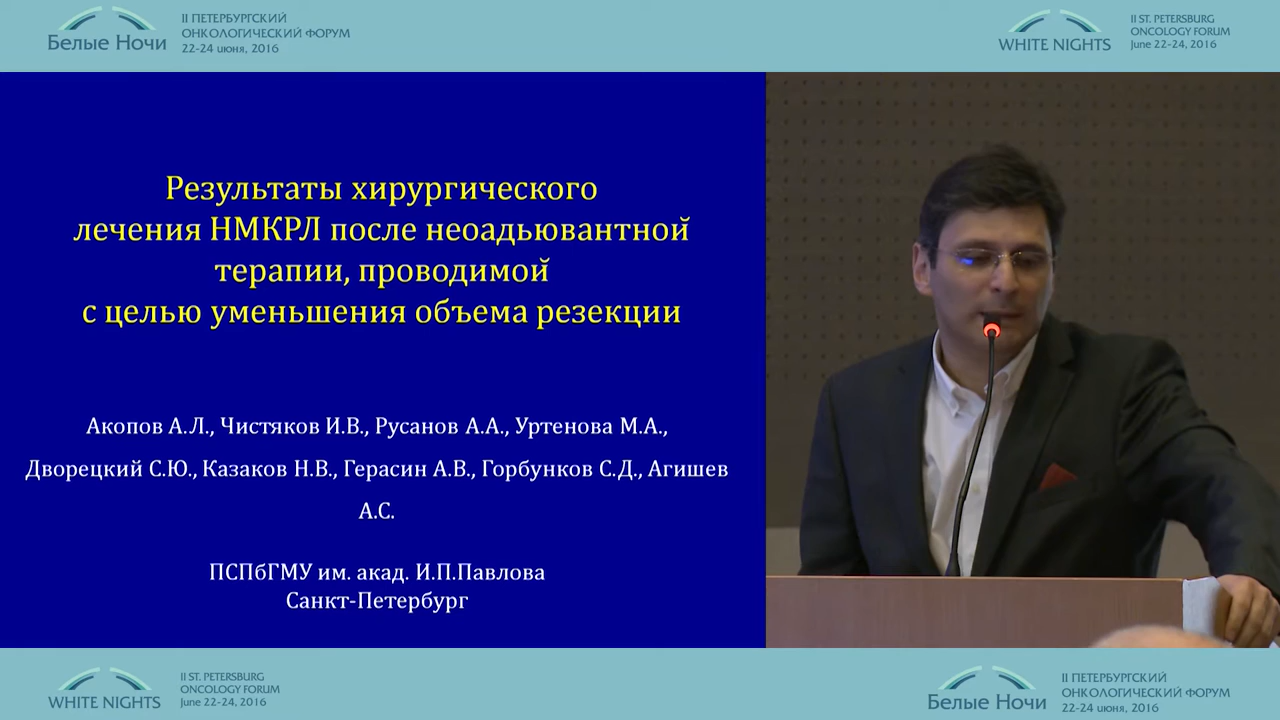 Белые Ночи
II ПЕТЕРБУРГСКИЙ
ОНКОЛОГИЧЕСКИЙ ФОРУМ
22-24 июня, 2016
WHITE NIGHTS
II ST. PETERSBURG
ONCOLOGY FORUM
June 22-24, 2016
Результаты хирургического
лечения НМКРЛ после неоадьювантной
терапии, проводимой
с целью уменьшения объема резекции
Акопов А.Л., Чистяков И.В., Русанов А.А., Уртенова М.А.,
Дворецкий С.Ю., Казаков Н.В., Герасин А.В., Горбунков С.Д., Агишев
А.С.
ПСПбГМУ им. акад. И.П.Павлова
Санкт-Петербург
WHITE NIGHTS
II ST. PETERSBURG
ONCOLOGY FORUM
June 22-24, 2016
Белые Ночи
II ПЕТЕРБУРГСКИЙ
ОНКОЛОГИЧЕСКИЙ ФОРУМ
22-24 июня, 2016